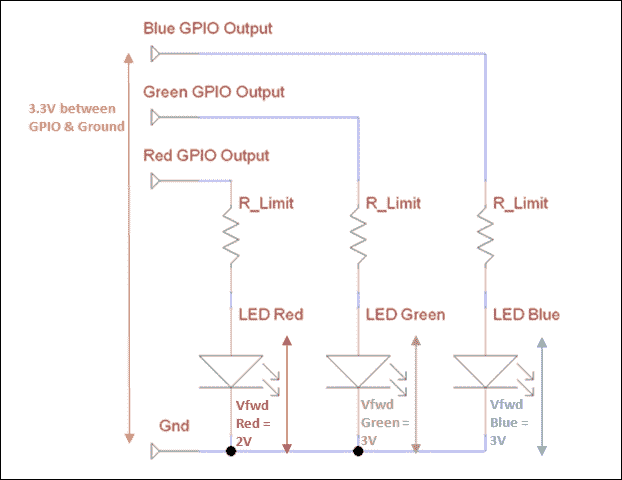 Blue GPIO Output
3.3V between
GPIO & Ground
Green GPIO Output
Red GPIO Output
R_Limit
R_Limit
R_Limit
LED Red
LED Green
LED Blue
Vfwd
Red =
2V
Vfwd
Green =
3V
Vfwd
Blue =
3V
Gnd